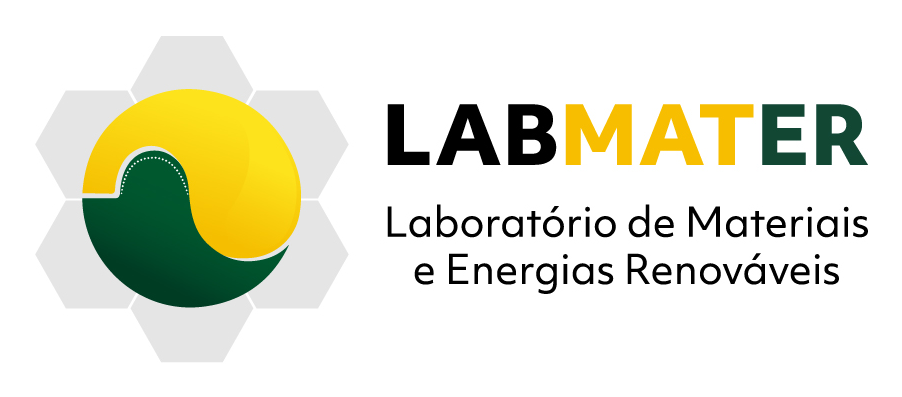 LABMATER
Laboratório de Materiais
e Energias Renováveis